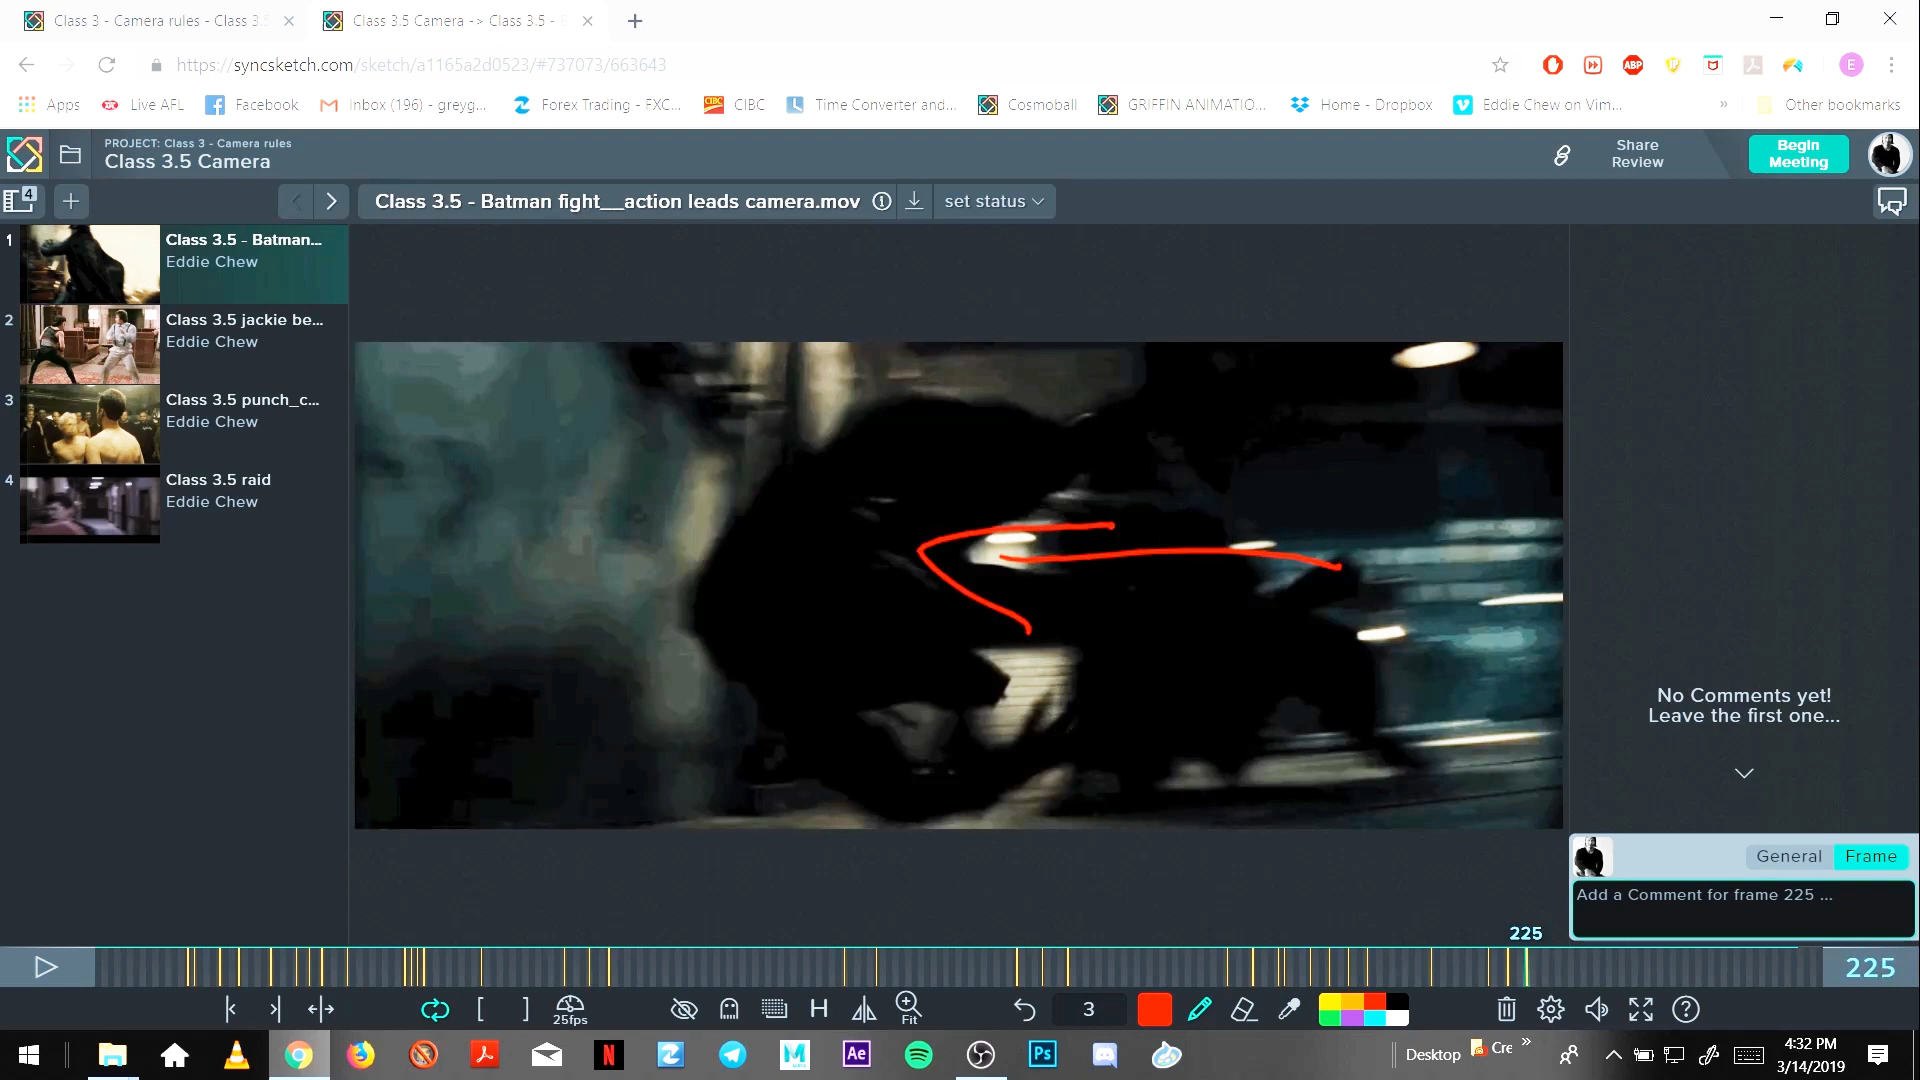 Class 3 - Camera rules - Class 3.5
Class 3.5 Camera -> Class 3.5 -
https://syncsketch.com/sketch/a1165a2d0523/#737073/663643
ABP
E
Apps
Live AFL
Facebook
Inbox (196) - greyg...
Forex Trading - FXC...
CIBC
CIBC
Time Converter and...
Cosmoball
GRIFFIN ANIMATIO...
Home - Dropbox
Eddie Chew on Vim...
»
Other bookmarks
PROJECT: Class 3 - Camera rules
Class 3.5 Camera
Share
Review
Begin
Meeting
4
Class 3.5 - Batman fight__action leads camera.mov
set status
1
Class 3.5 - Batman...
Eddie Chew
2
Class 3.5 jackie be...
Eddie Chew
3
Class 3.5 punch_c...
Eddie Chew
4
Class 3.5 raid
Eddie Chew
No Comments yet!
Leave the first one...
General
Frame
Add a Comment for frame 225 ...
225
225
[ ]
25fps
H
Fit
3
N
M
Ae
Ps
Desktop
Cre
»
4:32 PM
3/14/2019